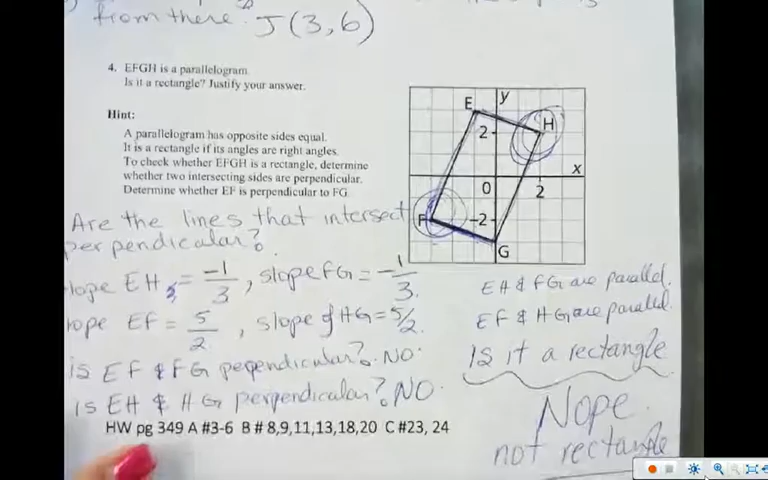 from there. J(3,6)
4. EFGH is a parallelogram.
Is it a rectangle? Justify your answer.
Hint:
A parallelogram has opposite sides equal.
It is a rectangle if its angles are right angles.
To check whether EFGH is a rectangle, determine
whether two intersecting sides are perpendicular.
Determine whether EF is perpendicular to FG.
E y
H
2
x
0 2
F -2
G
Are the lines that intersect
perpendicular?
slope EH = -1/3, slope FG = -1/3.
slope EF = 5/2, slope of HG = 5/2.
is EF & FG perpendicular? NO.
is EH & HG perpendicular? NO.
EH & FG are parallel.
EF & HG are parallel.
Is it a rectangle
Nope.
not rectangle
HW pg 349 A #3-6 B # 8,9,11,13,18,20 C #23, 24